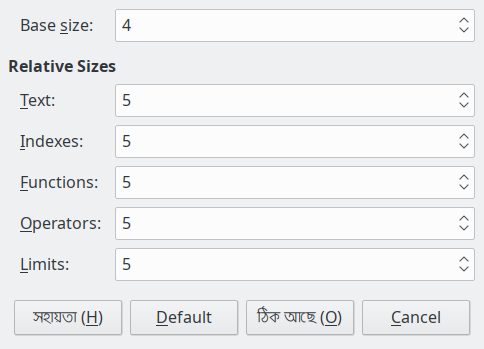 Base size: 4
Relative Sizes
Text: 5
Indexes: 5
Functions: 5
Operators: 5
Limits: 5
সহায়তা (H) Default ঠিক আছে (O) Cancel